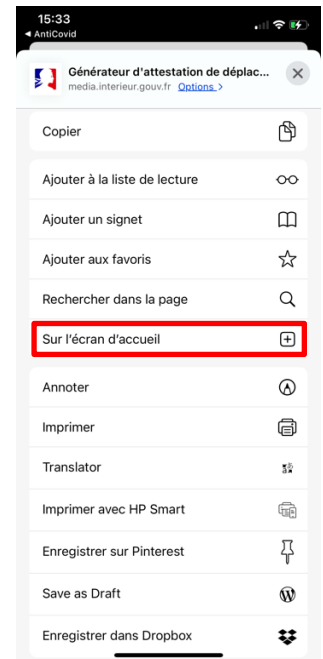 15:33
◀ AntiCovid
Générateur d'attestation de déplac...
media.interieur.gouv.fr Options >
Copier
Ajouter à la liste de lecture
Ajouter un signet
Ajouter aux favoris
Rechercher dans la page
Sur l'écran d'accueil
Annoter
Imprimer
Translator
Imprimer avec HP Smart
Enregistrer sur Pinterest
Save as Draft
Enregistrer dans Dropbox